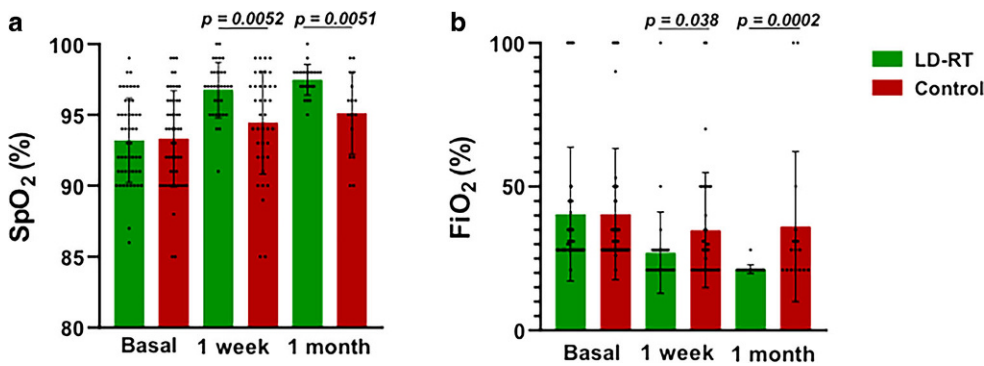 a
p = 0.0052 p = 0.0051
100
95
90
85
80
SpO2 (%)
Basal 1 week 1 month
b
p = 0.038 p = 0.0002
100
50
0
FiO2 (%)
Basal 1 week 1 month
LD-RT
Control